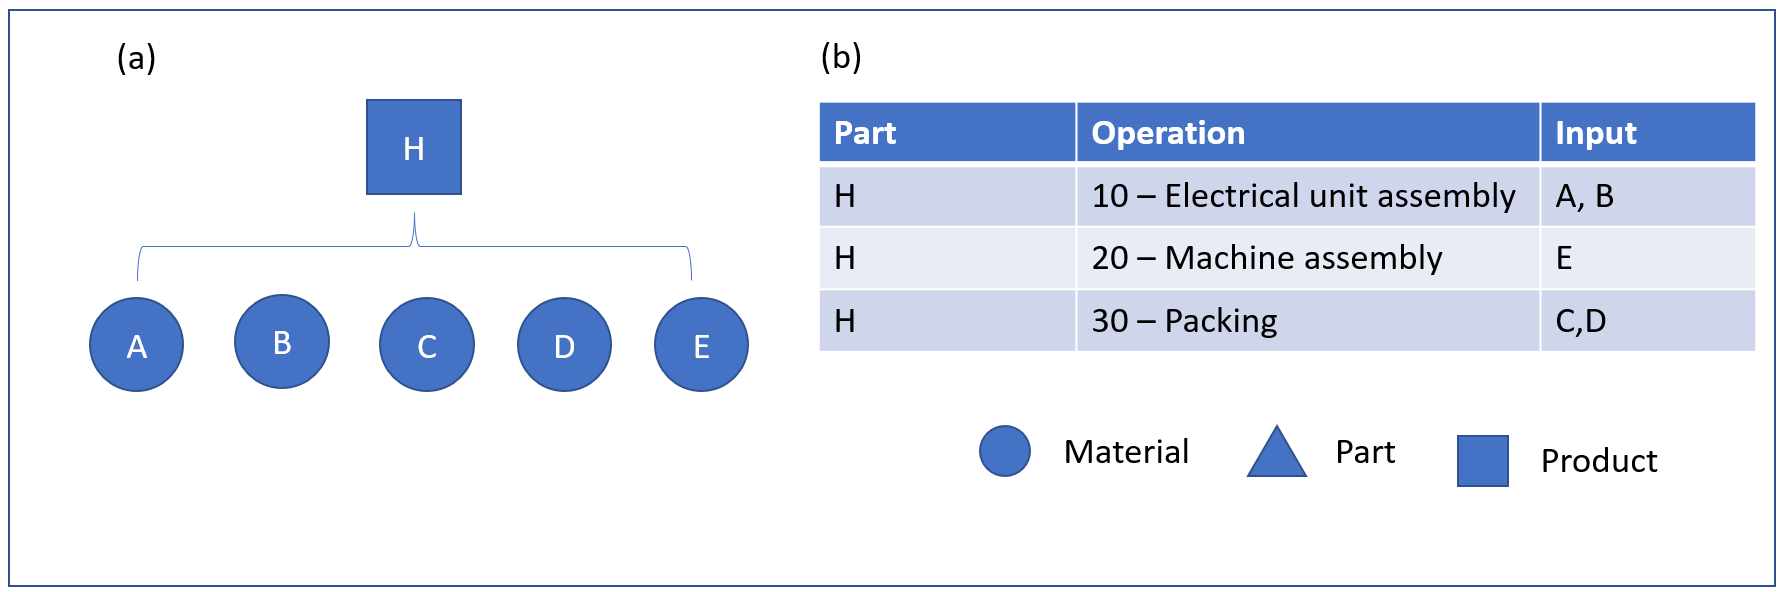 (a)
H
A
B
C
D
E
(b)
Part Operation Input
H 10 – Electrical unit assembly A, B
H 20 – Machine assembly E
H 30 – Packing C,D
Material
Part
Product